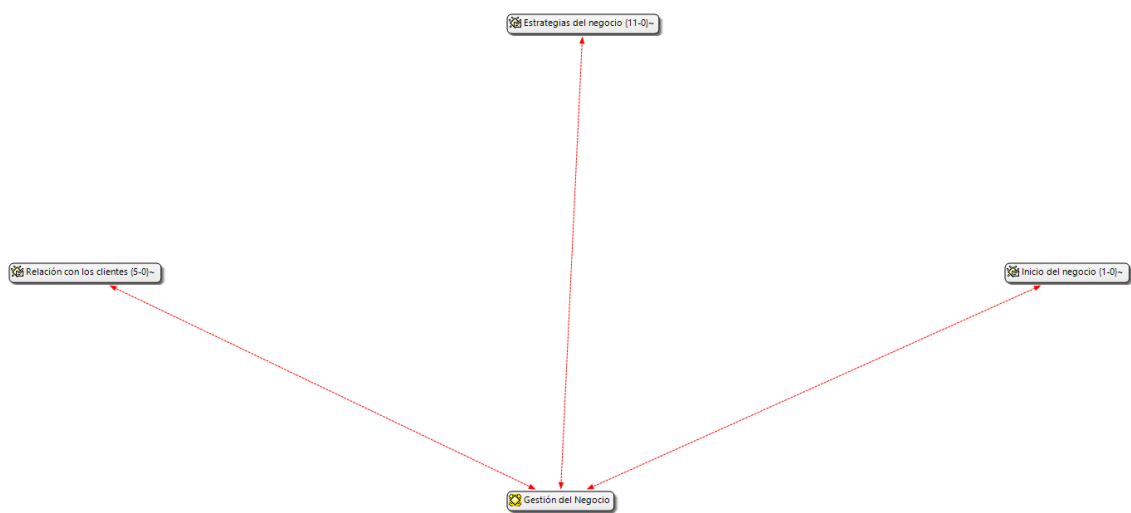 Estrategias del negocio (11-0)~
Relación con los clientes (5-0)~
Inicio del negocio (1-0)~
Gestión del Negocio